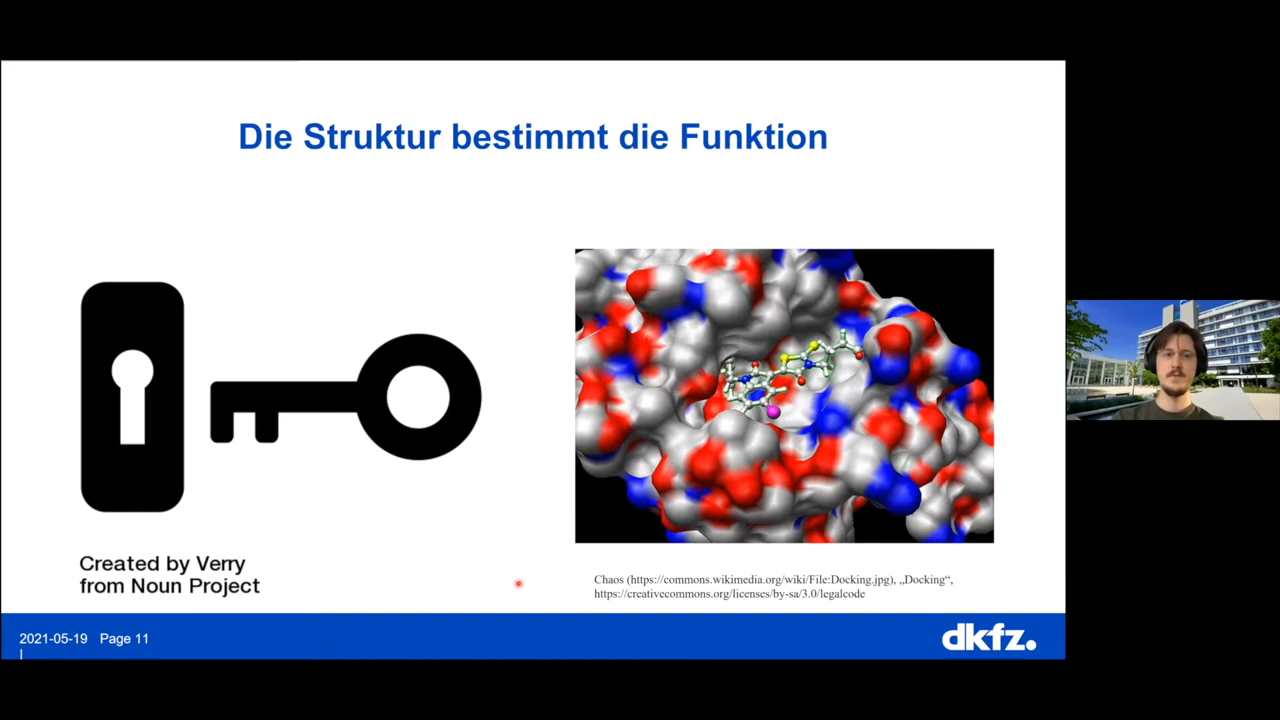 Die Struktur bestimmt die Funktion
Created by Verry
from Noun Project
Chaos (https://commons.wikimedia.org/wiki/File:Docking.jpg), „Docking“,
https://creativecommons.org/licenses/by-sa/3.0/legalcode
2021-05-19 Page 11
|
dkfz.